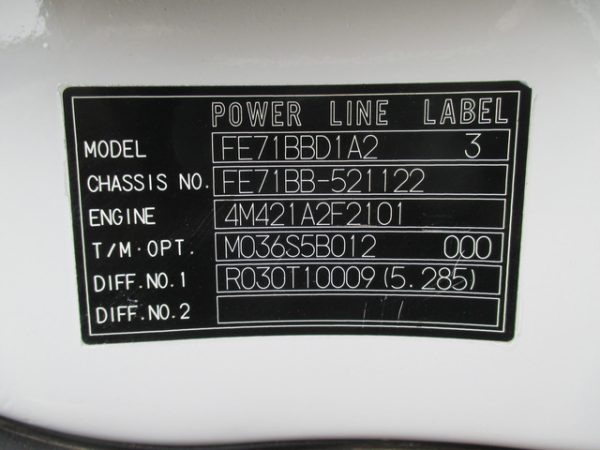 POWER LINE LABEL
MODEL FE71BBD1A2 3
CHASSIS NO. FE71BB-521122
ENGINE 4M421A2F2101
T/M·OPT. M036S5B012 000
DIFF.NO.1 R030T10009(5.285)
DIFF.NO.2